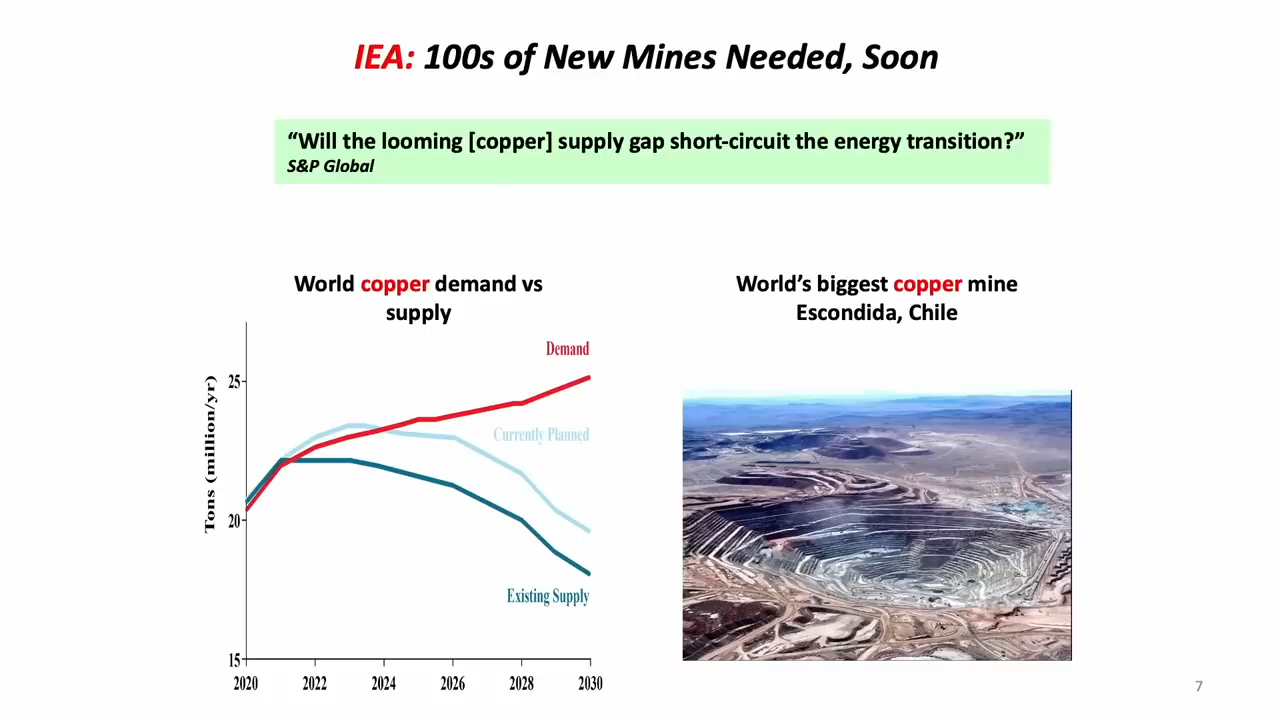 IEA: 100s of New Mines Needed, Soon
“Will the looming [copper] supply gap short-circuit the energy transition?”
S&P Global
World copper demand vs
supply
Demand
25
Currently Planned
Tons (million/yr)
20
Existing Supply
15
2020 2022 2024 2026 2028 2030
World’s biggest copper mine
Escondida, Chile
7